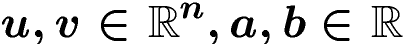 u, v ∈ ℝⁿ, a, b ∈ ℝ